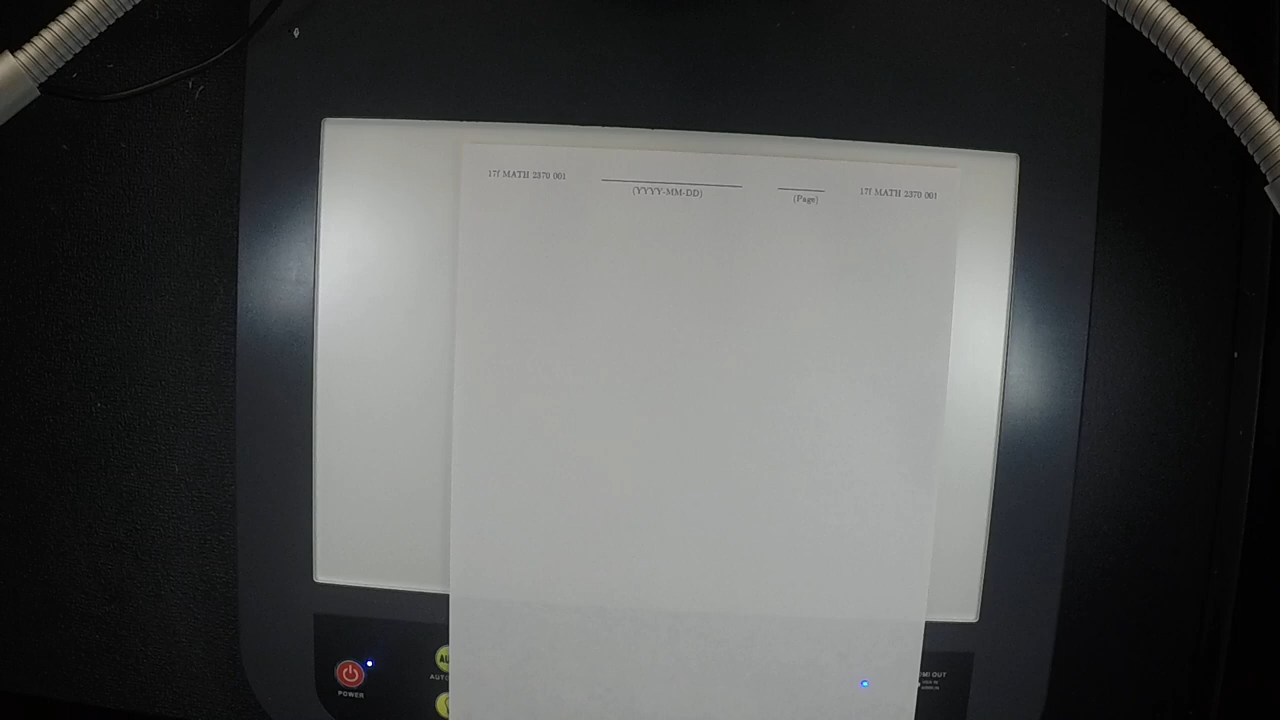 17f MATH 2370 001
(YYYY-MM-DD)
(Page)
17f MATH 2370 001
POWER